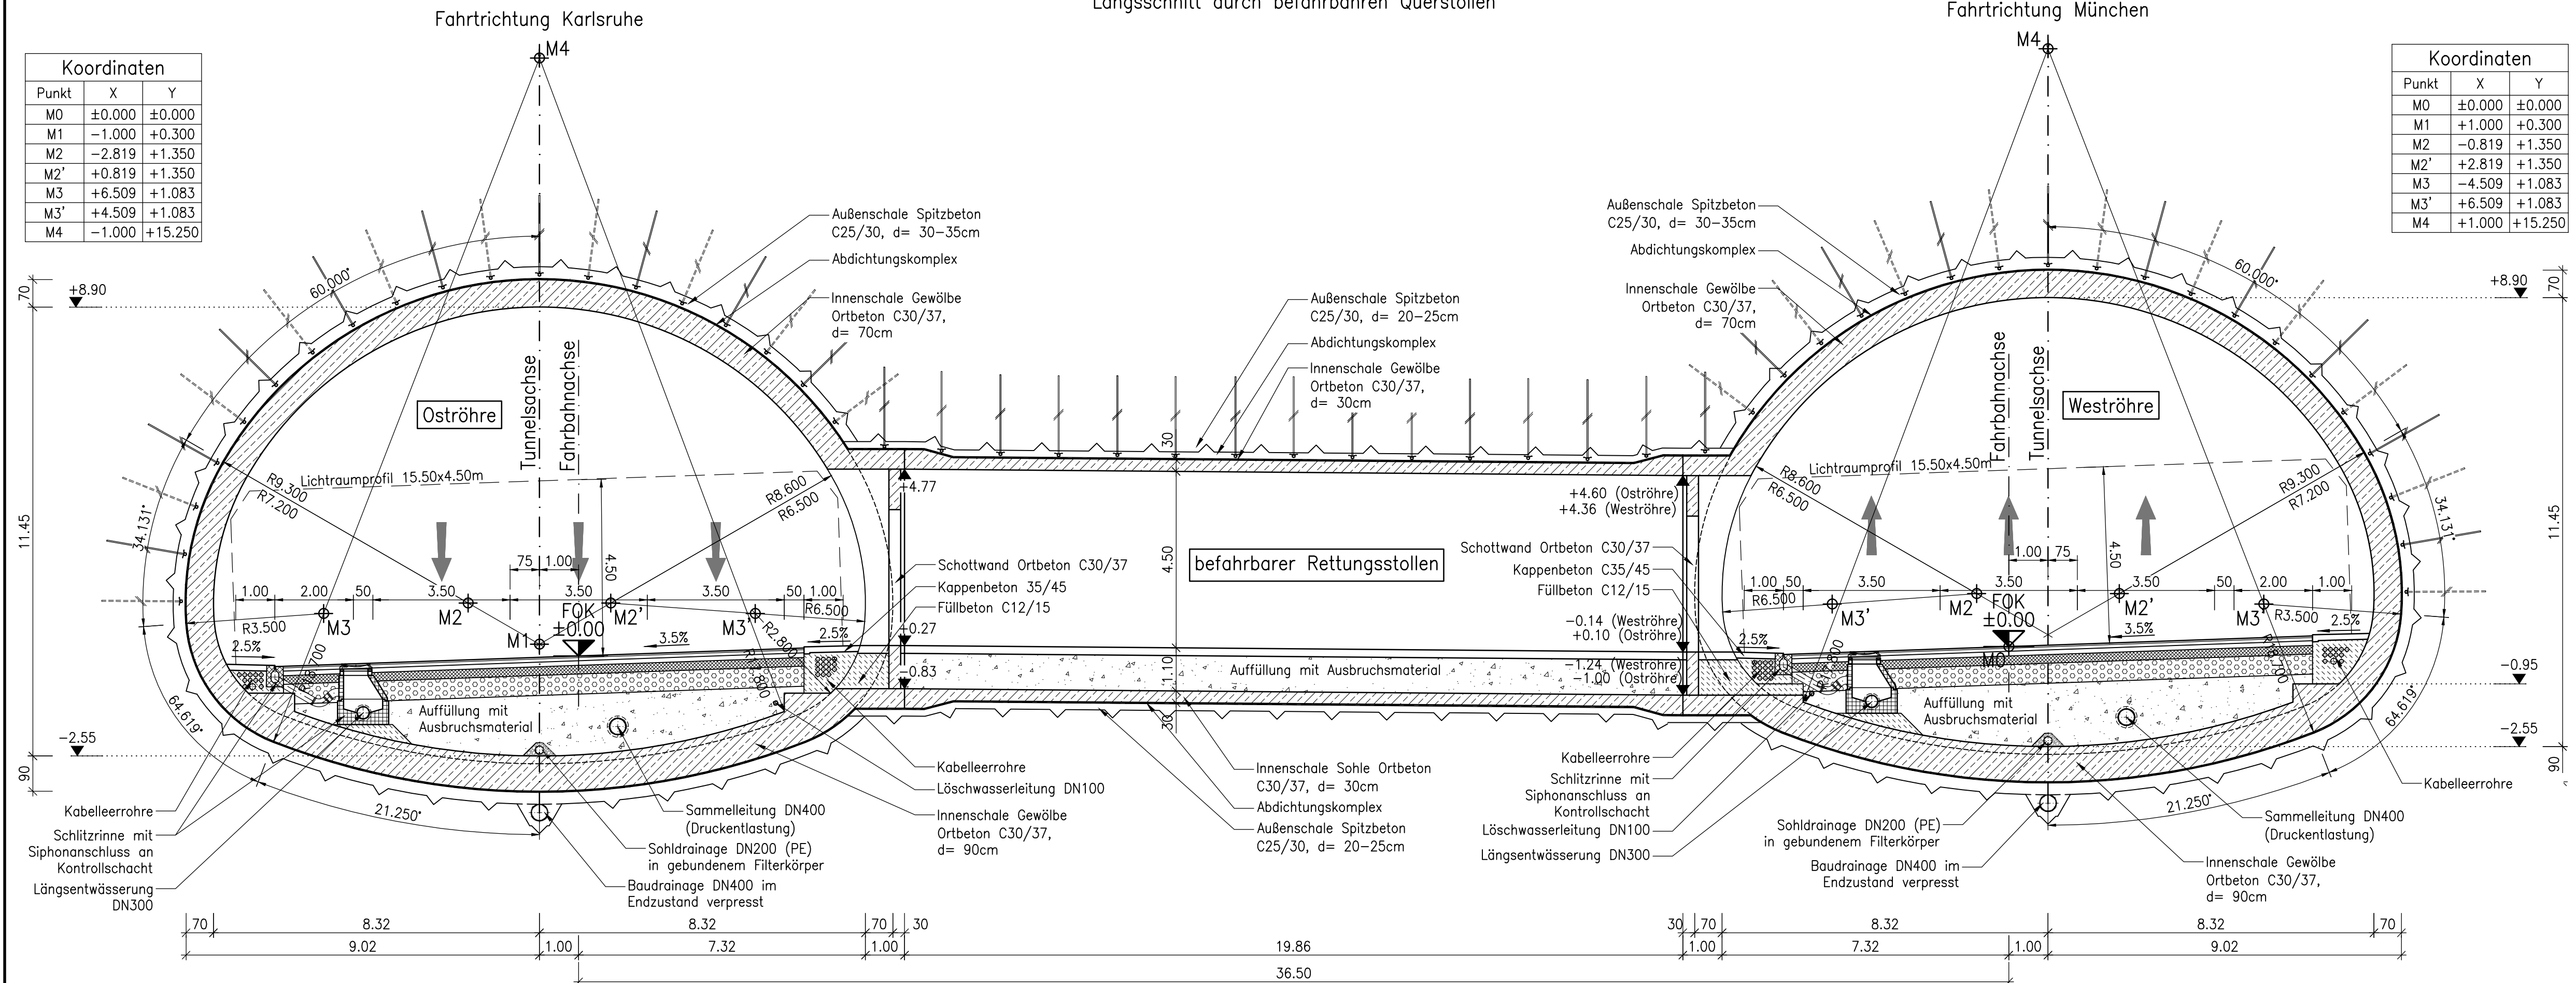 Längsschnitt durch befahrbahren Querstollen
Fahrtrichtung Karlsruhe
Fahrtrichtung München
M4
M4
Koordinaten
Punkt X Y
M0 ±0.000 ±0.000
M1 −1.000 +0.300
M2 −2.819 +1.350
M2' +0.819 +1.350
M3 +6.509 +1.083
M3' +4.509 +1.083
M4 −1.000 +15.250
Koordinaten
Punkt X Y
M0 ±0.000 ±0.000
M1 +1.000 +0.300
M2 −0.819 +1.350
M2' +2.819 +1.350
M3 −4.509 +1.083
M3' +6.509 +1.083
M4 +1.000 +15.250
Außenschale Spitzbeton
C25/30, d= 30−35cm
Abdichtungskomplex
Innenschale Gewölbe
Ortbeton C30/37,
d= 70cm
70
+8.90
11.45
−2.55
90
60.000°
34.131°
64.619°
21.250°
Oströhre
Tunnelsachse
Fahrbahnachse
Lichtraumprofil 15.50x4.50m
R9.300
R7.200
R8.600
R6.500
75
1.00
4.50
1.00
2.00
50
3.50
3.50
3.50
50
1.00
R3.500
R6.500
R2.800
M3
M2
M1
M2'
M3'
FOK
±0.00
2.5%
3.5%
2.5%
R18.700
Auffüllung mit
Ausbruchsmaterial
Kabelleerrohre
Schlitzrinne mit
Siphonanschluss an
Kontrollschacht
Längsentwässerung
DN300
Sammelleitung DN400
(Druckentlastung)
Sohldrainage DN200 (PE)
in gebundenem Filterkörper
Baudrainage DN400 im
Endzustand verpresst
Kabelleerrohre
Löschwasserleitung DN100
Innenschale Gewölbe
Ortbeton C30/37,
d= 90cm
Außenschale Spitzbeton
C25/30, d= 20−25cm
Abdichtungskomplex
Innenschale Gewölbe
Ortbeton C30/37,
d= 30cm
30
+4.77
4.50
befahrbarer Rettungsstollen
Schottwand Ortbeton C30/37
Kappenbeton 35/45
Füllbeton C12/15
+0.27
−0.83
1.10
30
Auffüllung mit Ausbruchsmaterial
Innenschale Sohle Ortbeton
C30/37, d= 30cm
Abdichtungskomplex
Außenschale Spitzbeton
C25/30, d= 20−25cm
+4.60 (Oströhre)
+4.36 (Weströhre)
Schottwand Ortbeton C30/37
Kappenbeton C35/45
Füllbeton C12/15
−0.14 (Weströhre)
+0.10 (Oströhre)
−1.24 (Weströhre)
−1.00 (Oströhre)
Außenschale Spitzbeton
C25/30, d= 30−35cm
Abdichtungskomplex
Innenschale Gewölbe
Ortbeton C30/37,
d= 70cm
60.000°
34.131°
64.619°
21.250°
70
+8.90
11.45
−0.95
−2.55
90
Weströhre
Fahrbahnachse
Tunnelsachse
Lichtraumprofil 15.50x4.50m
R8.600
R6.500
R9.300
R7.200
1.00
75
4.50
1.00
50
3.50
3.50
3.50
50
2.00
1.00
R6.500
R3.500
M3'
M2
M2'
M3
FOK
±0.00
M0
2.5%
3.5%
2.5%
R18.700
Auffüllung mit
Ausbruchsmaterial
Kabelleerrohre
Schlitzrinne mit
Siphonanschluss an
Kontrollschacht
Löschwasserleitung DN100
Längsentwässerung DN300
Sohldrainage DN200 (PE)
in gebundenem Filterkörper
Baudrainage DN400 im
Endzustand verpresst
Kabelleerrohre
Sammelleitung DN400
(Druckentlastung)
Innenschale Gewölbe
Ortbeton C30/37,
d= 90cm
70 8.32 8.32 70 30 30 70 8.32 8.32 70
9.02 1.00 7.32 1.00 19.86 1.00 7.32 1.00 9.02
36.50